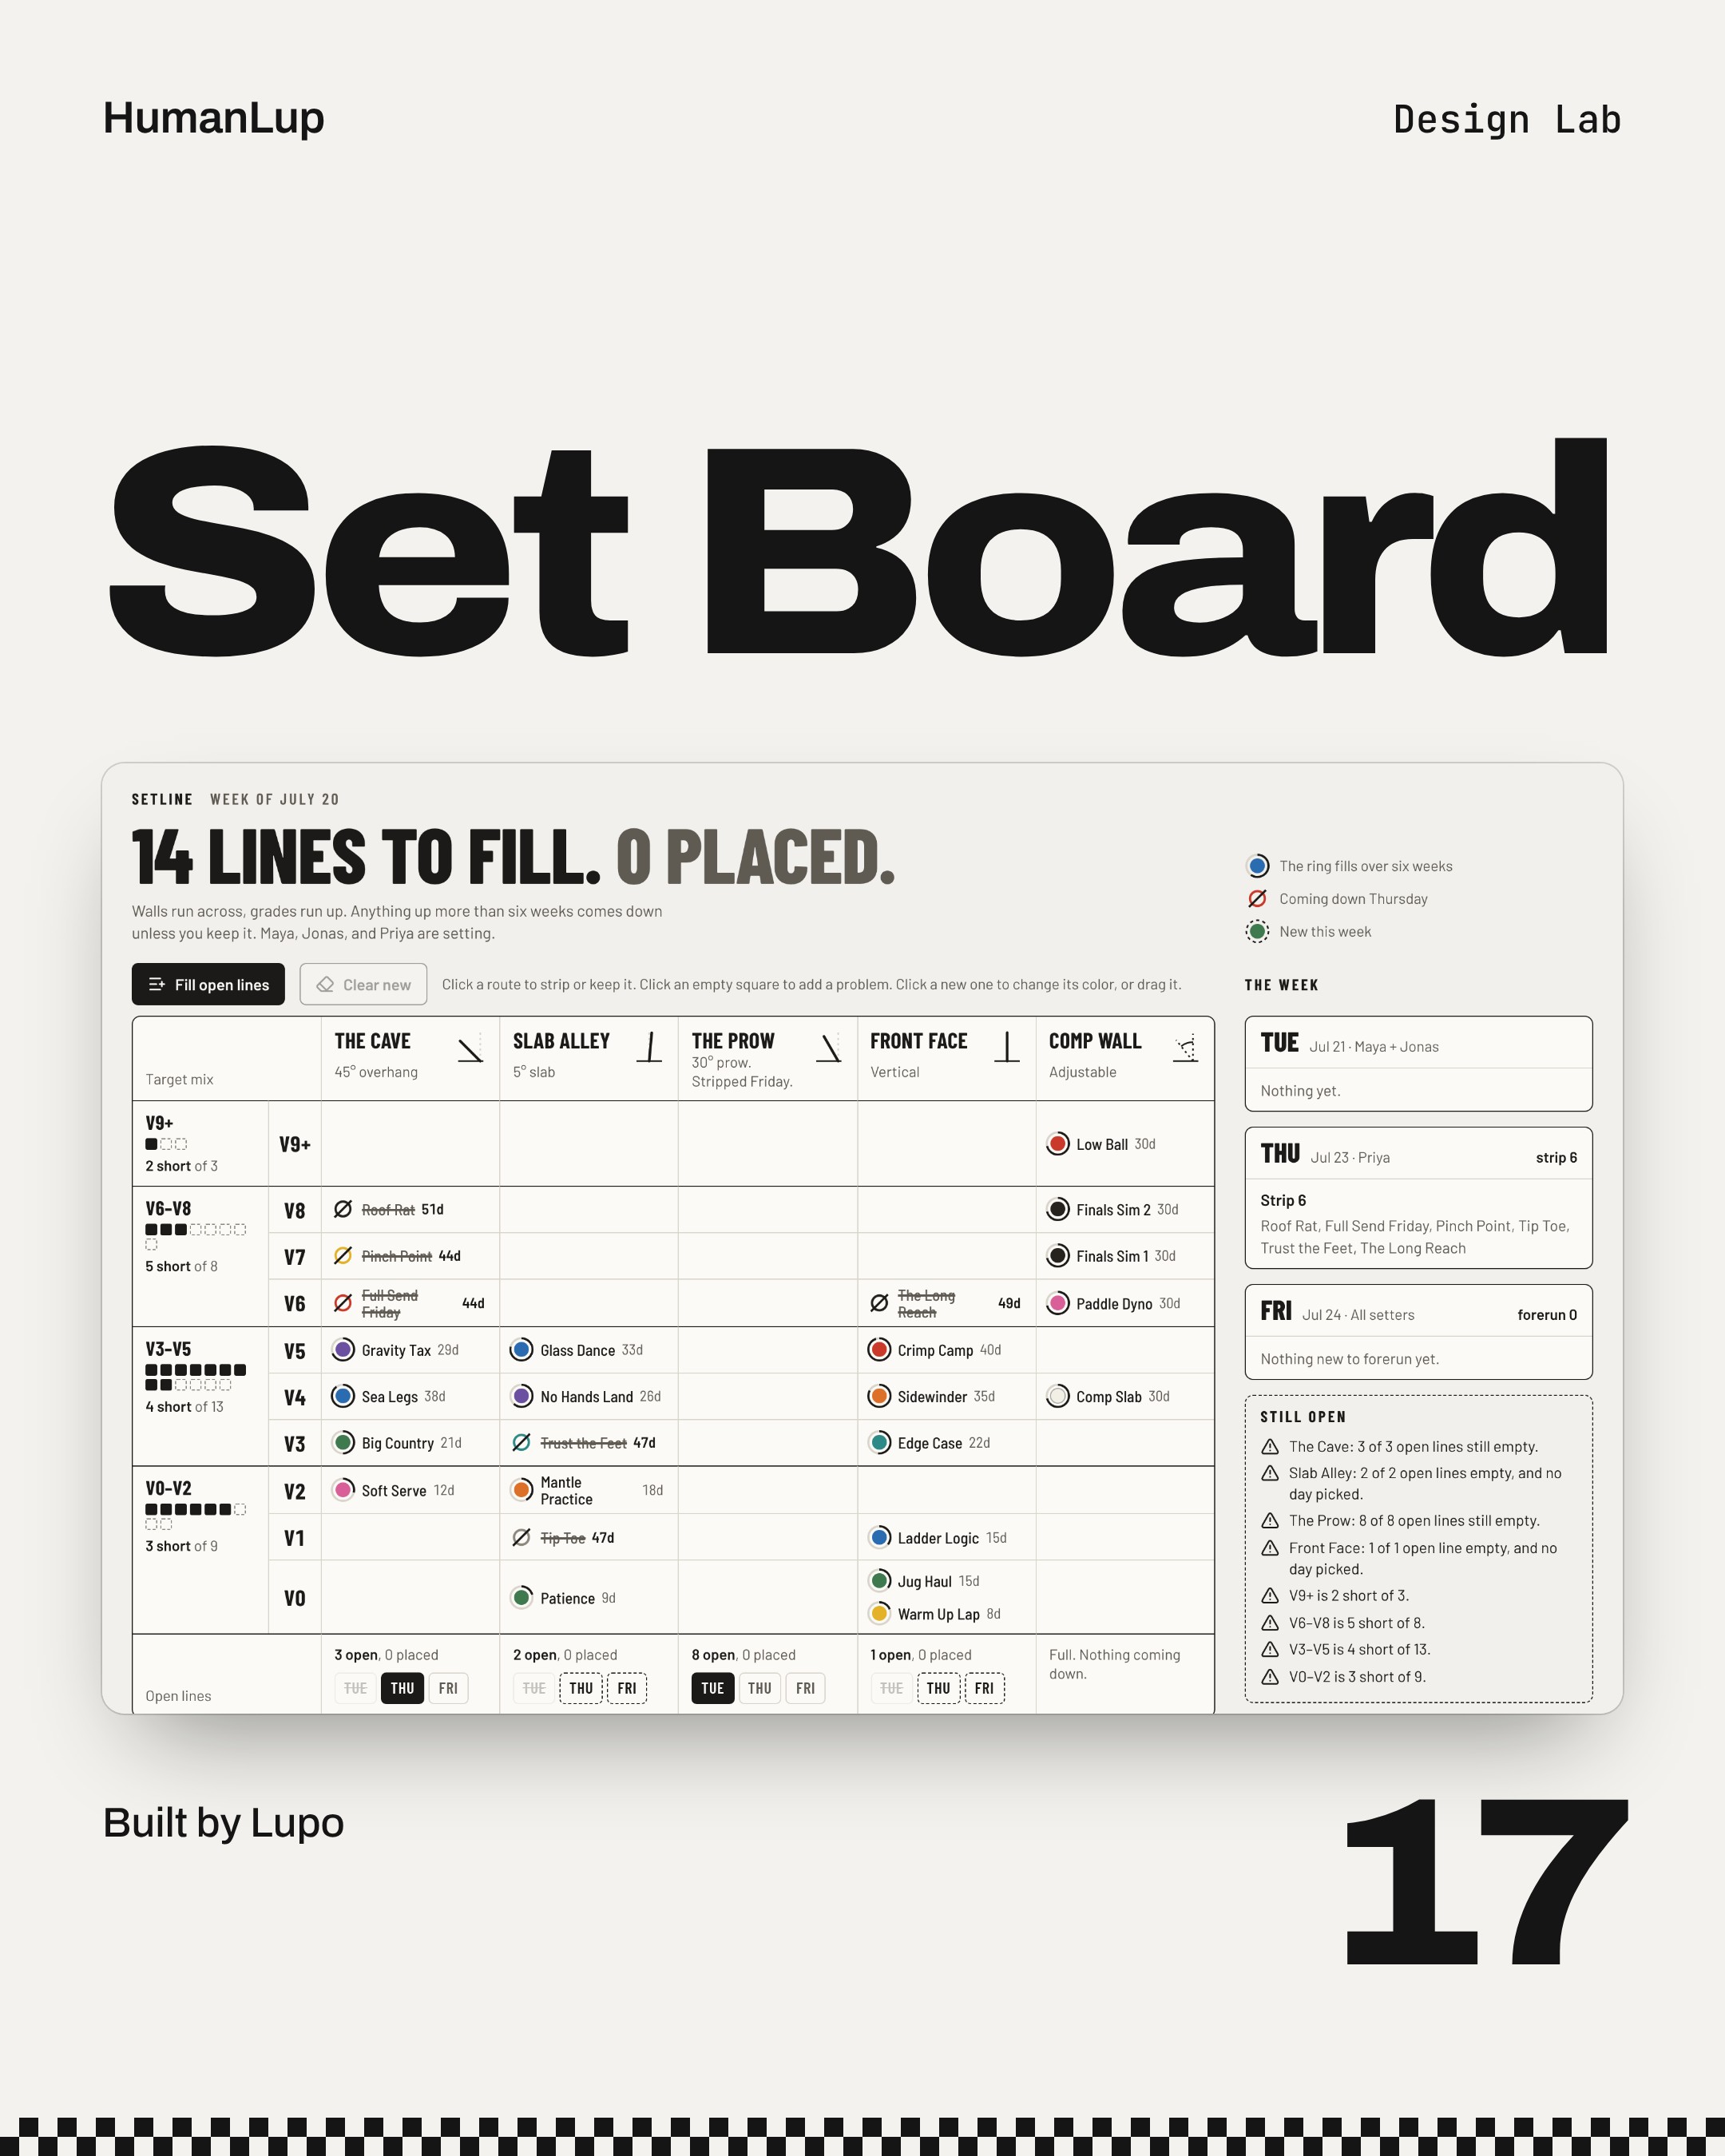 HumanLup
Design Lab
Set Board
SETLINE WEEK OF JULY 20
14 LINES TO FILL. 0 PLACED.
Walls run across, grades run up. Anything up more than six weeks comes down
unless you keep it. Maya, Jonas, and Priya are setting.
The ring fills over six weeks
Coming down Thursday
New this week
Fill open lines
Clear new
Click a route to strip or keep it. Click an empty square to add a problem. Click a new one to change its color, or drag it.
Target mix
THE CAVE
45° overhang
SLAB ALLEY
5° slab
THE PROW
30° prow.
Stripped Friday.
FRONT FACE
Vertical
COMP WALL
Adjustable
V9+
2 short of 3
V9+
Low Ball 30d
V6–V8
5 short of 8
V8
Roof Rat 51d
Finals Sim 2 30d
V7
Pinch Point 44d
Finals Sim 1 30d
V6
Full Send
Friday
44d
The Long
Reach
49d
Paddle Dyno 30d
V3–V5
4 short of 13
V5
Gravity Tax 29d
Glass Dance 33d
Crimp Camp 40d
V4
Sea Legs 38d
No Hands Land 26d
Sidewinder 35d
Comp Slab 30d
V3
Big Country 21d
Trust the Feet 47d
Edge Case 22d
V0–V2
3 short of 9
V2
Soft Serve 12d
Mantle
Practice
18d
V1
Tip Toe 47d
Ladder Logic 15d
V0
Patience 9d
Jug Haul 15d
Warm Up Lap 8d
Open lines
3 open, 0 placed
TUE THU FRI
2 open, 0 placed
TUE THU FRI
8 open, 0 placed
TUE THU FRI
1 open, 0 placed
TUE THU FRI
Full. Nothing coming
down.
THE WEEK
TUE Jul 21 · Maya + Jonas
Nothing yet.
THU Jul 23 · Priya strip 6
Strip 6
Roof Rat, Full Send Friday, Pinch Point, Tip Toe,
Trust the Feet, The Long Reach
FRI Jul 24 · All setters forerun 0
Nothing new to forerun yet.
STILL OPEN
The Cave: 3 of 3 open lines still empty.
Slab Alley: 2 of 2 open lines empty, and no
day picked.
The Prow: 8 of 8 open lines still empty.
Front Face: 1 of 1 open line empty, and no
day picked.
V9+ is 2 short of 3.
V6–V8 is 5 short of 8.
V3–V5 is 4 short of 13.
V0–V2 is 3 short of 9.
Built by Lupo
17